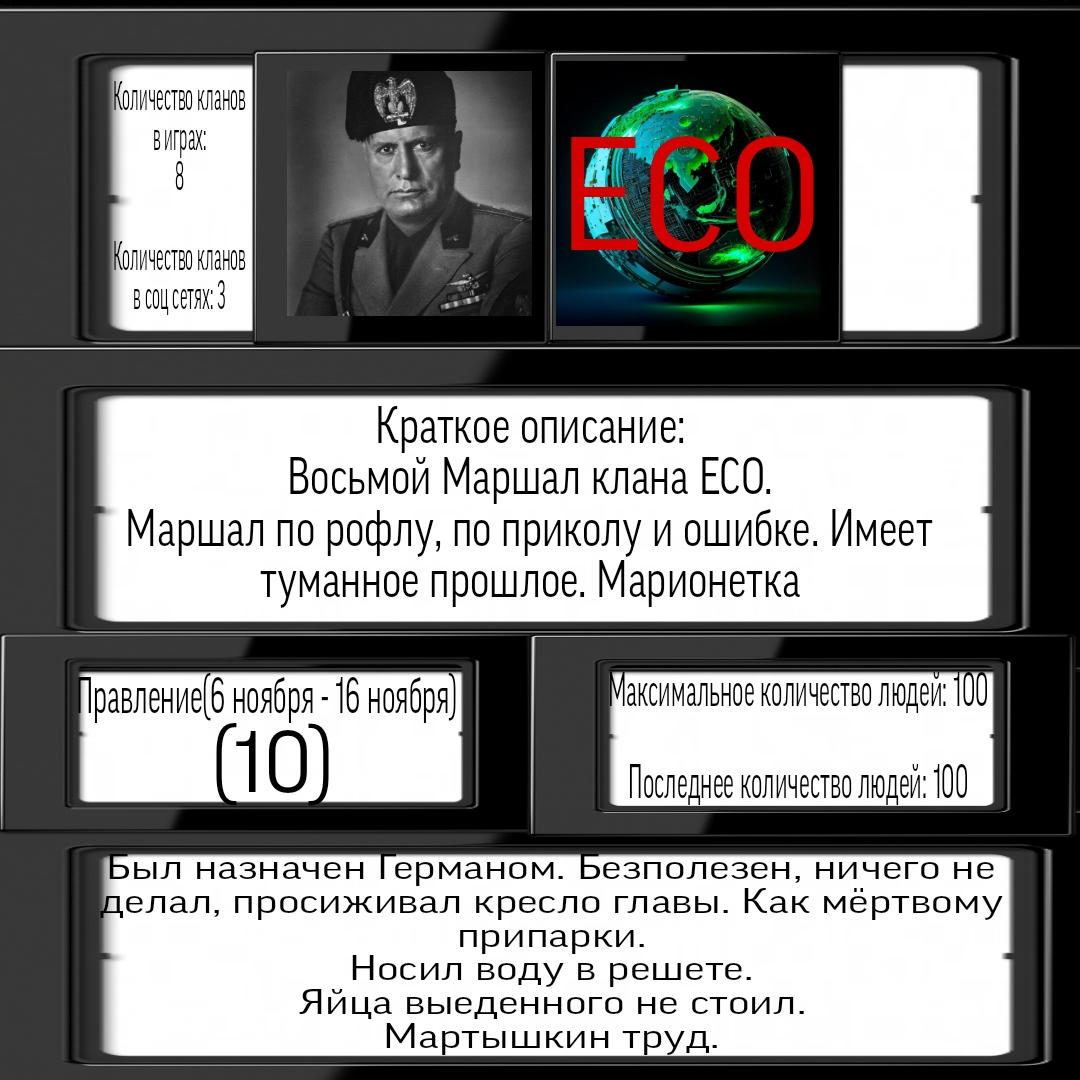 Количество кланов
в играх:
8
Количество кланов
в соц сетях: 3
ECO
Краткое описание:
Восьмой Маршал клана ECO.
Маршал по рофлу, по приколу и ошибке. Имеет
туманное прошлое. Марионетка
Правление(6 ноября - 16 ноября)
(10)
Максимальное количество людей: 100
Последнее количество людей: 100
Был назначен Германом. Безполезен, ничего не
делал, просиживал кресло главы. Как мёртвому
припарки.
Носил воду в решете.
Яйца выеденного не стоил.
Мартышкин труд.